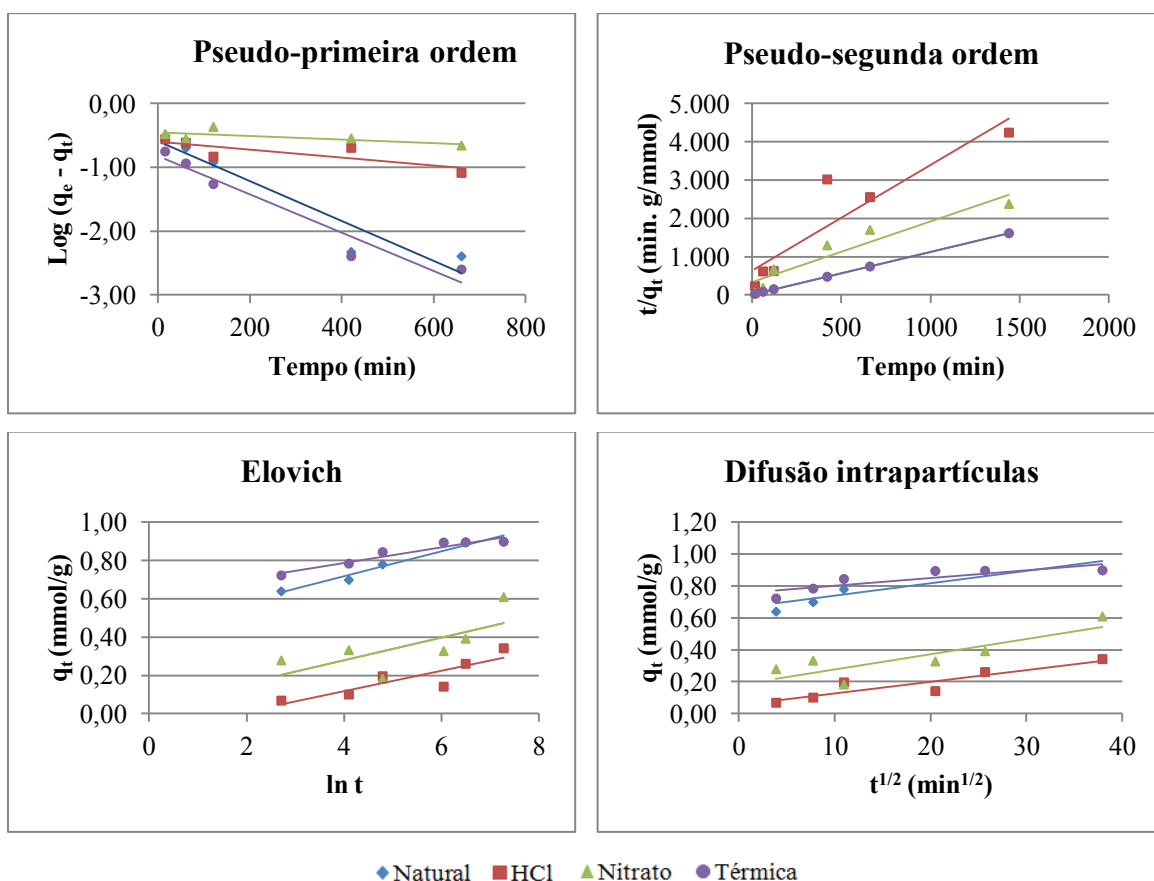 Pseudo-primeira ordem
0,00
-1,00
-2,00
-3,00
Log (qe - qt)
0 200 400 600 800
Tempo (min)
Pseudo-segunda ordem
5.000
4.000
3.000
2.000
1.000
0
t/qt (min. g/mmol)
0 500 1000 1500 2000
Tempo (min)
Elovich
1,00
0,80
0,60
0,40
0,20
0,00
qt (mmol/g)
0 2 4 6 8
ln t
Difusão intrapartículas
1,20
1,00
0,80
0,60
0,40
0,20
0,00
qt (mmol/g)
0 10 20 30 40
t1/2 (min1/2)
Natural HCl Nitrato Térmica